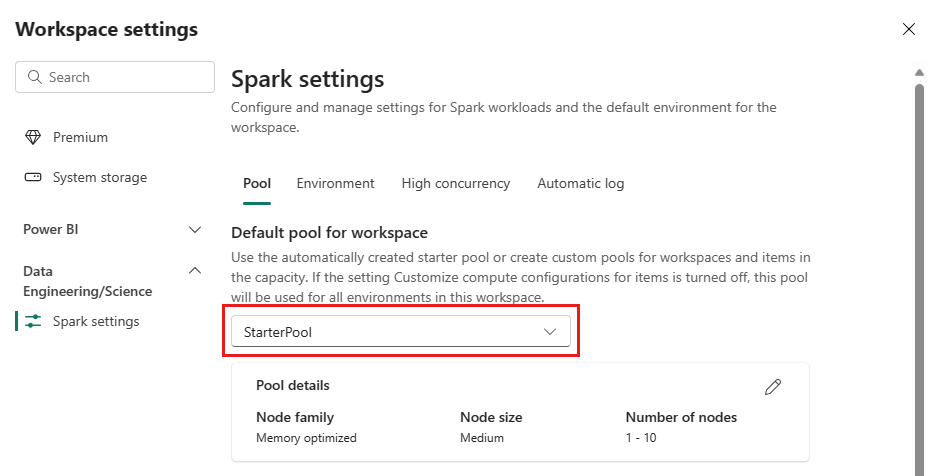 Workspace settings
Search
Premium
System storage
Power BI
Data
Engineering/Science
Spark settings
Spark settings
Configure and manage settings for Spark workloads and the default environment for the
workspace.
Pool Environment High concurrency Automatic log
Default pool for workspace
Use the automatically created starter pool or create custom pools for workspaces and items in
the capacity. If the setting Customize compute configurations for items is turned off, this pool
will be used for all environments in this workspace.
StarterPool
Pool details
Node family Node size Number of nodes
Memory optimized Medium 1 - 10